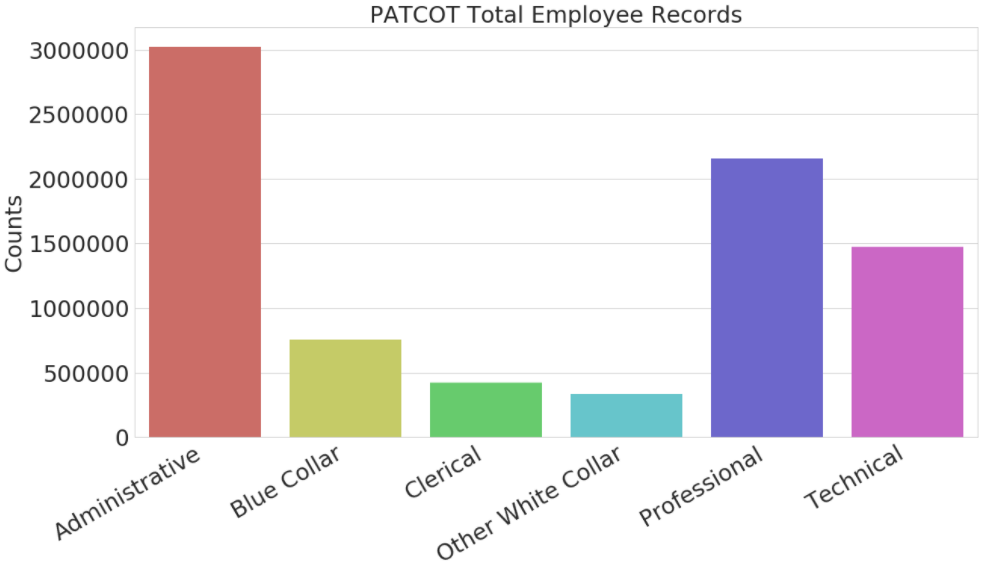 PATCOT Total Employee Records
Counts
3000000
2500000
2000000
1500000
1000000
500000
0
Administrative
Blue Collar
Clerical
Other White Collar
Professional
Technical